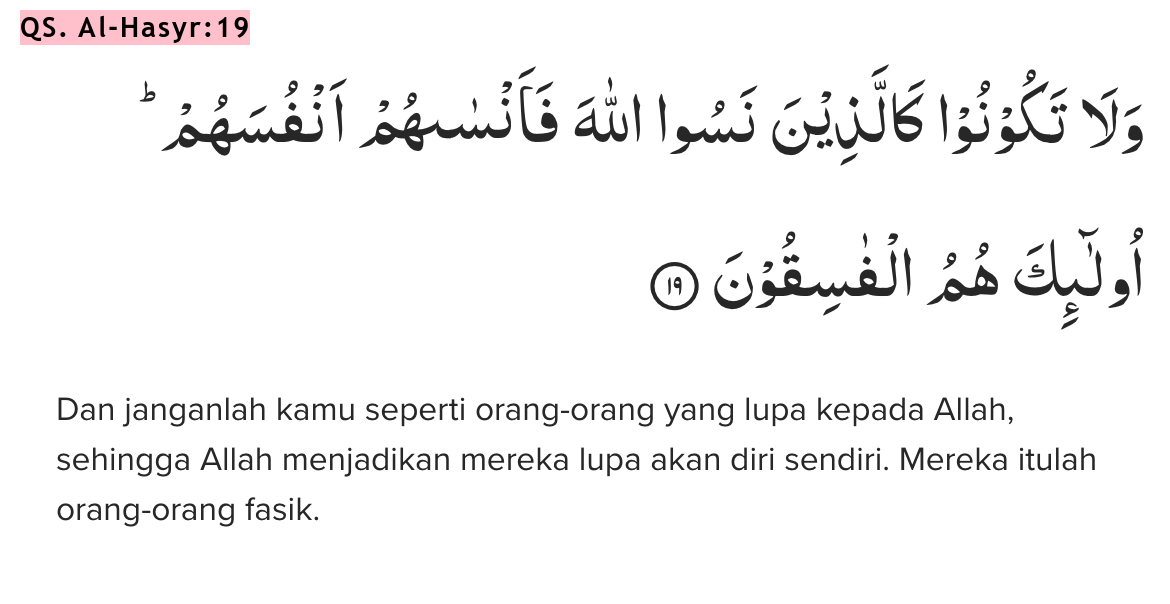 QS. Al-Hasyr:19
وَلَا تَكُوْنُوْا كَالَّذِيْنَ نَسُوا اللّٰهَ فَاَنْسٰىهُمْ اَنْفُسَهُمْۗ
اُولٰۤىِٕكَ هُمُ الْفٰسِقُوْنَ ١٩
Dan janganlah kamu seperti orang-orang yang lupa kepada Allah,
sehingga Allah menjadikan mereka lupa akan diri sendiri. Mereka itulah
orang-orang fasik.